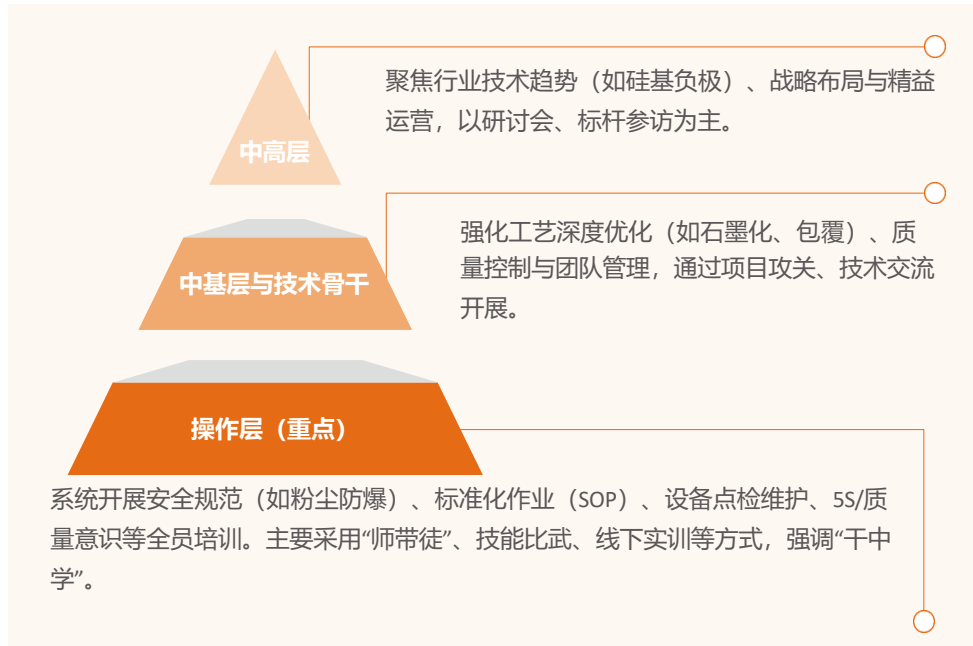 聚焦行业技术趋势（如硅基负极）、战略布局与精益
运营，以研讨会、标杆参访为主。
中高层
强化工艺深度优化（如石墨化、包覆）、质
量控制与团队管理，通过项目攻关、技术交流
开展。
中基层与技术骨干
操作层（重点）
系统开展安全规范（如粉尘防爆）、标准化作业（SOP）、设备点检维护、5S/质
量意识等全员培训。主要采用“师带徒”、技能比武、线下实训等方式，强调“干中
学”。